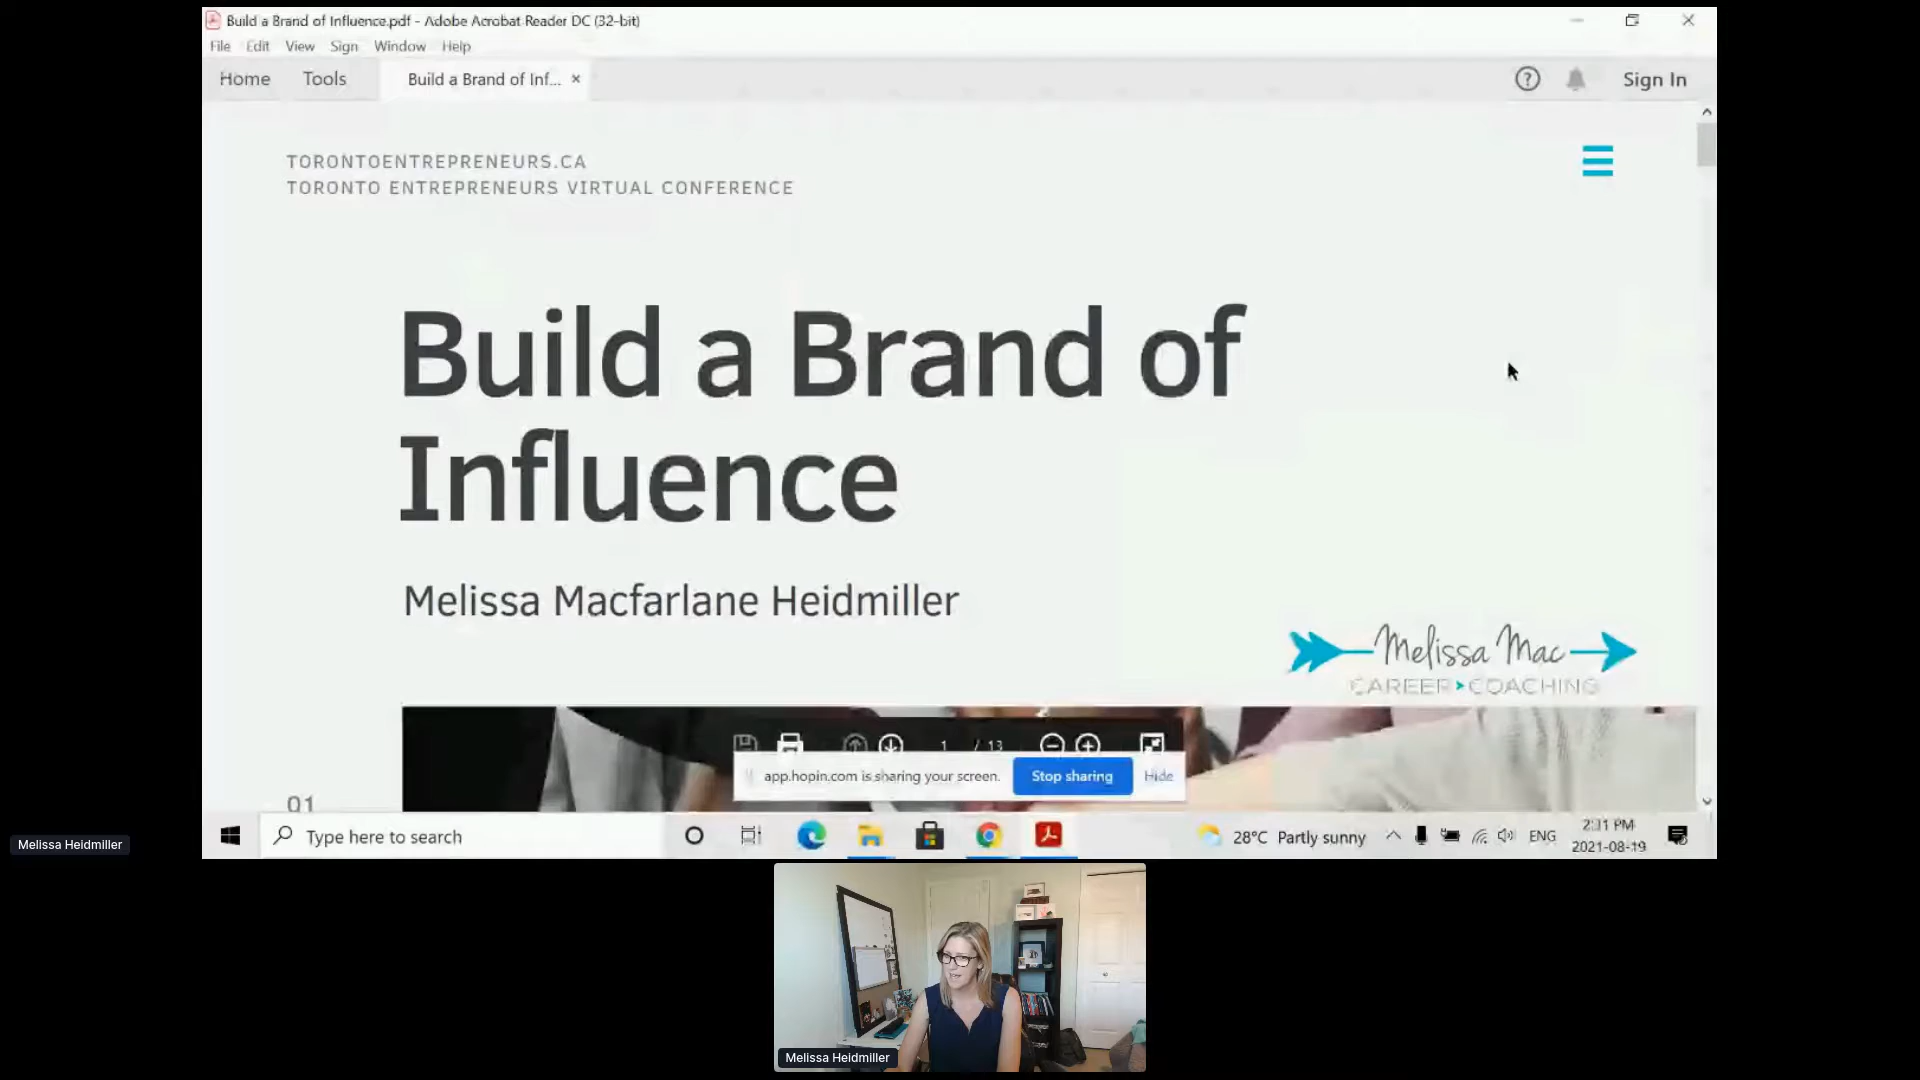 Build a Brand of Influence.pdf - Adobe Acrobat Reader DC (32-bit)
File Edit View Sign Window Help
Home Tools Build a Brand of Inf... × Sign In
TORONTOENTREPRENEURS.CA
TORONTO ENTREPRENEURS VIRTUAL CONFERENCE
Build a Brand of
Influence
Melissa Macfarlane Heidmiller
Melissa Mac
CAREER COACHING
1 / 13
app.hopin.com is sharing your screen. Stop sharing Hide
01
Type here to search
28°C Partly sunny ENG
2:31 PM
2021-08-19
Melissa Heidmiller
Melissa Heidmiller